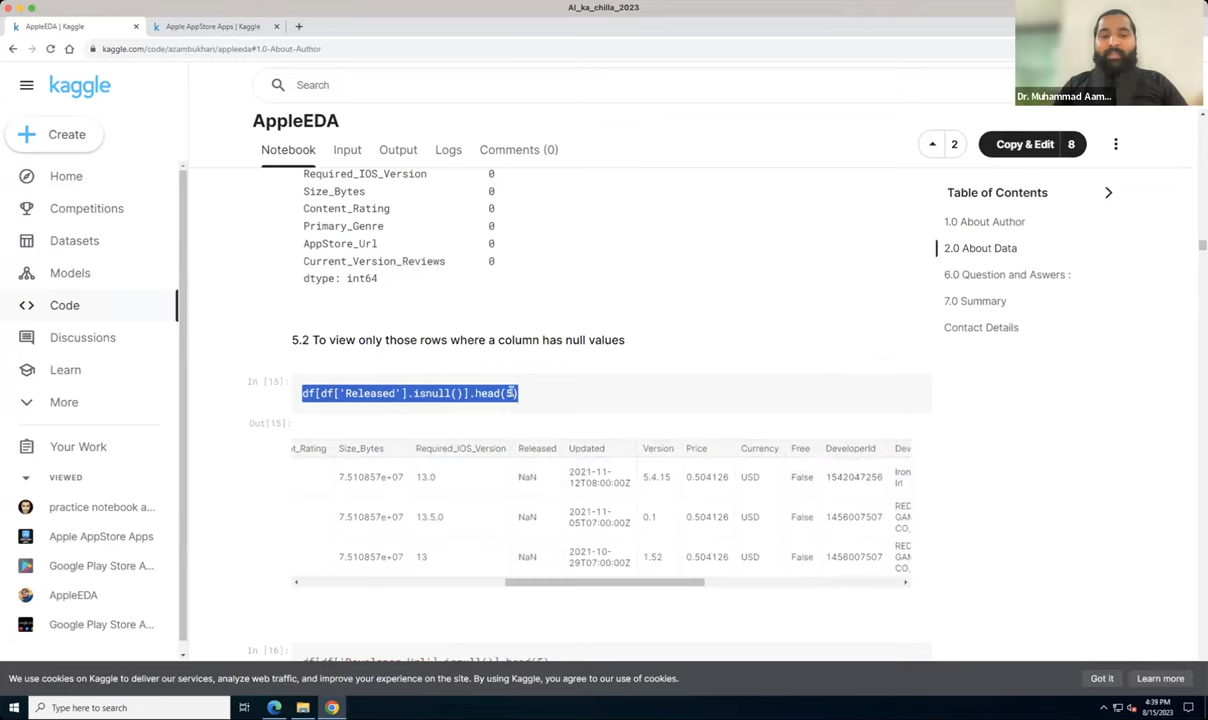 AI_ka_chilla_2023
AppleEDA | Kaggle
Apple AppStore Apps | Kaggle
kaggle.com/code/azambukhari/appleeda#1.0-About-Author
Dr. Muhammad Aam...
kaggle
Search
Create
Home
Competitions
Datasets
Models
Code
Discussions
Learn
More
Your Work
VIEWED
practice notebook a...
Apple AppStore Apps
Google Play Store A...
AppleEDA
Google Play Store A...
AppleEDA
2
Copy & Edit 8
Notebook Input Output Logs Comments (0)
Required_IOS_Version 0
Size_Bytes 0
Content_Rating 0
Primary_Genre 0
AppStore_Url 0
Current_Version_Reviews 0
dtype: int64
5.2 To view only those rows where a column has null values
In [15]:
df[df['Released'].isnull()].head(5)
Out[15]:
t_Rating Size_Bytes Required_IOS_Version Released Updated Version Price Currency Free DeveloperId Dev
7.510857e+07 13.0 NaN 2021-11-12T08:00:00Z 5.4.15 0.504126 USD False 1542047256 Iron
7.510857e+07 13.5.0 NaN 2021-11-05T07:00:00Z 0.1 0.504126 USD False 1456007507 RED GAM CO,
7.510857e+07 13 NaN 2021-10-29T07:00:00Z 1.52 0.504126 USD False 1456007507 RED GAM CO,
In [16]:
Table of Contents
1.0 About Author
2.0 About Data
6.0 Question and Aswers :
7.0 Summary
Contact Details
We use cookies on Kaggle to deliver our services, analyze web traffic, and improve your experience on the site. By using Kaggle, you agree to our use of cookies.
Got it
Learn more
Type here to search
4:39 PM
8/15/2023